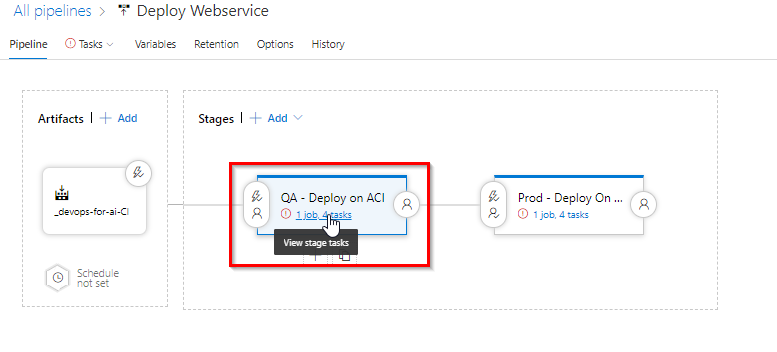 All pipelines > Deploy Webservice
Pipeline Tasks Variables Retention Options History
Artifacts | + Add
Stages | + Add
_devops-for-ai-CI
Schedule
not set
QA - Deploy on ACI
1 job, 4 tasks
View stage tasks
Prod - Deploy On ...
1 job, 4 tasks